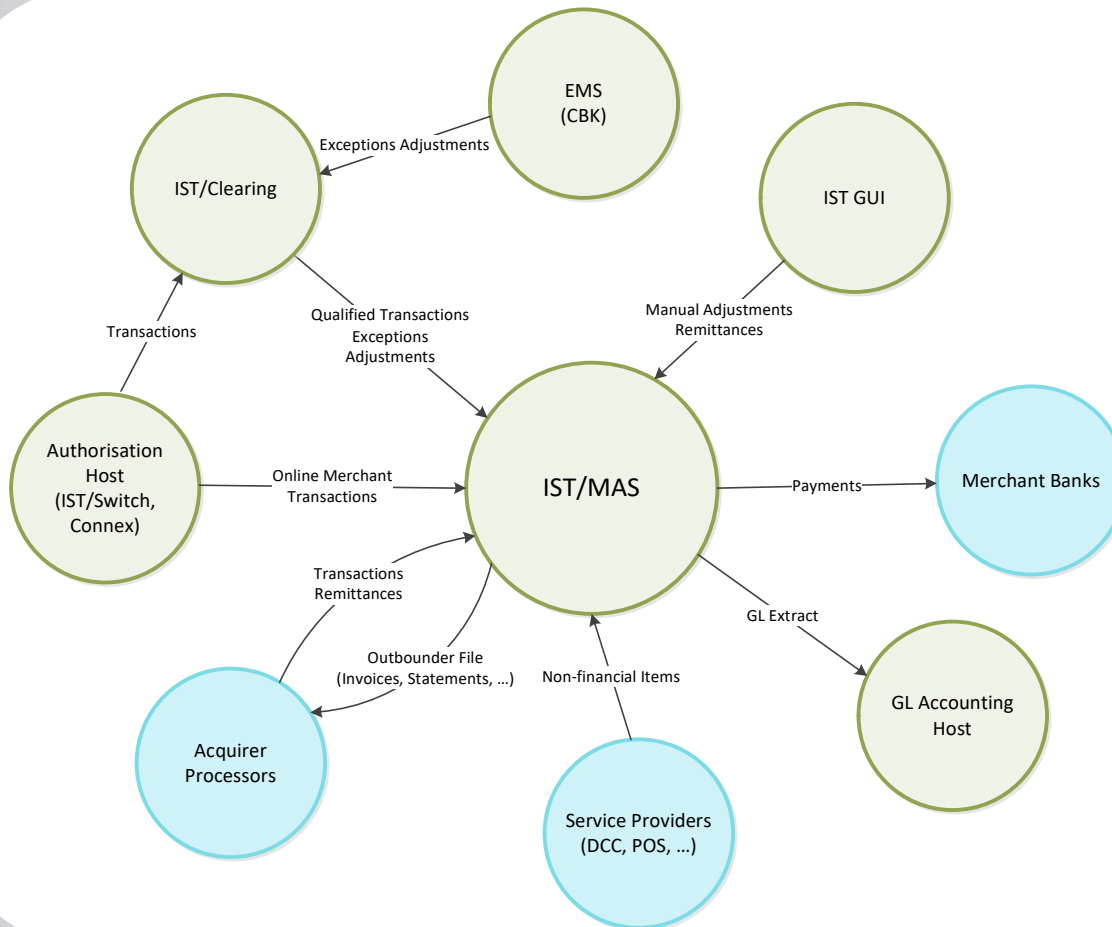 EMS
(CBK)
Exceptions Adjustments
IST/Clearing
IST GUI
Qualified Transactions
Exceptions
Adjustments
Manual Adjustments
Remittances
Transactions
Authorisation
Host
(IST/Switch,
Connex)
Online Merchant
Transactions
IST/MAS
Payments
Merchant Banks
Transactions
Remittances
GL Extract
Outbounder File
(Invoices, Statements, ...)
Non-financial Items
GL Accounting
Host
Acquirer
Processors
Service Providers
(DCC, POS, ...)